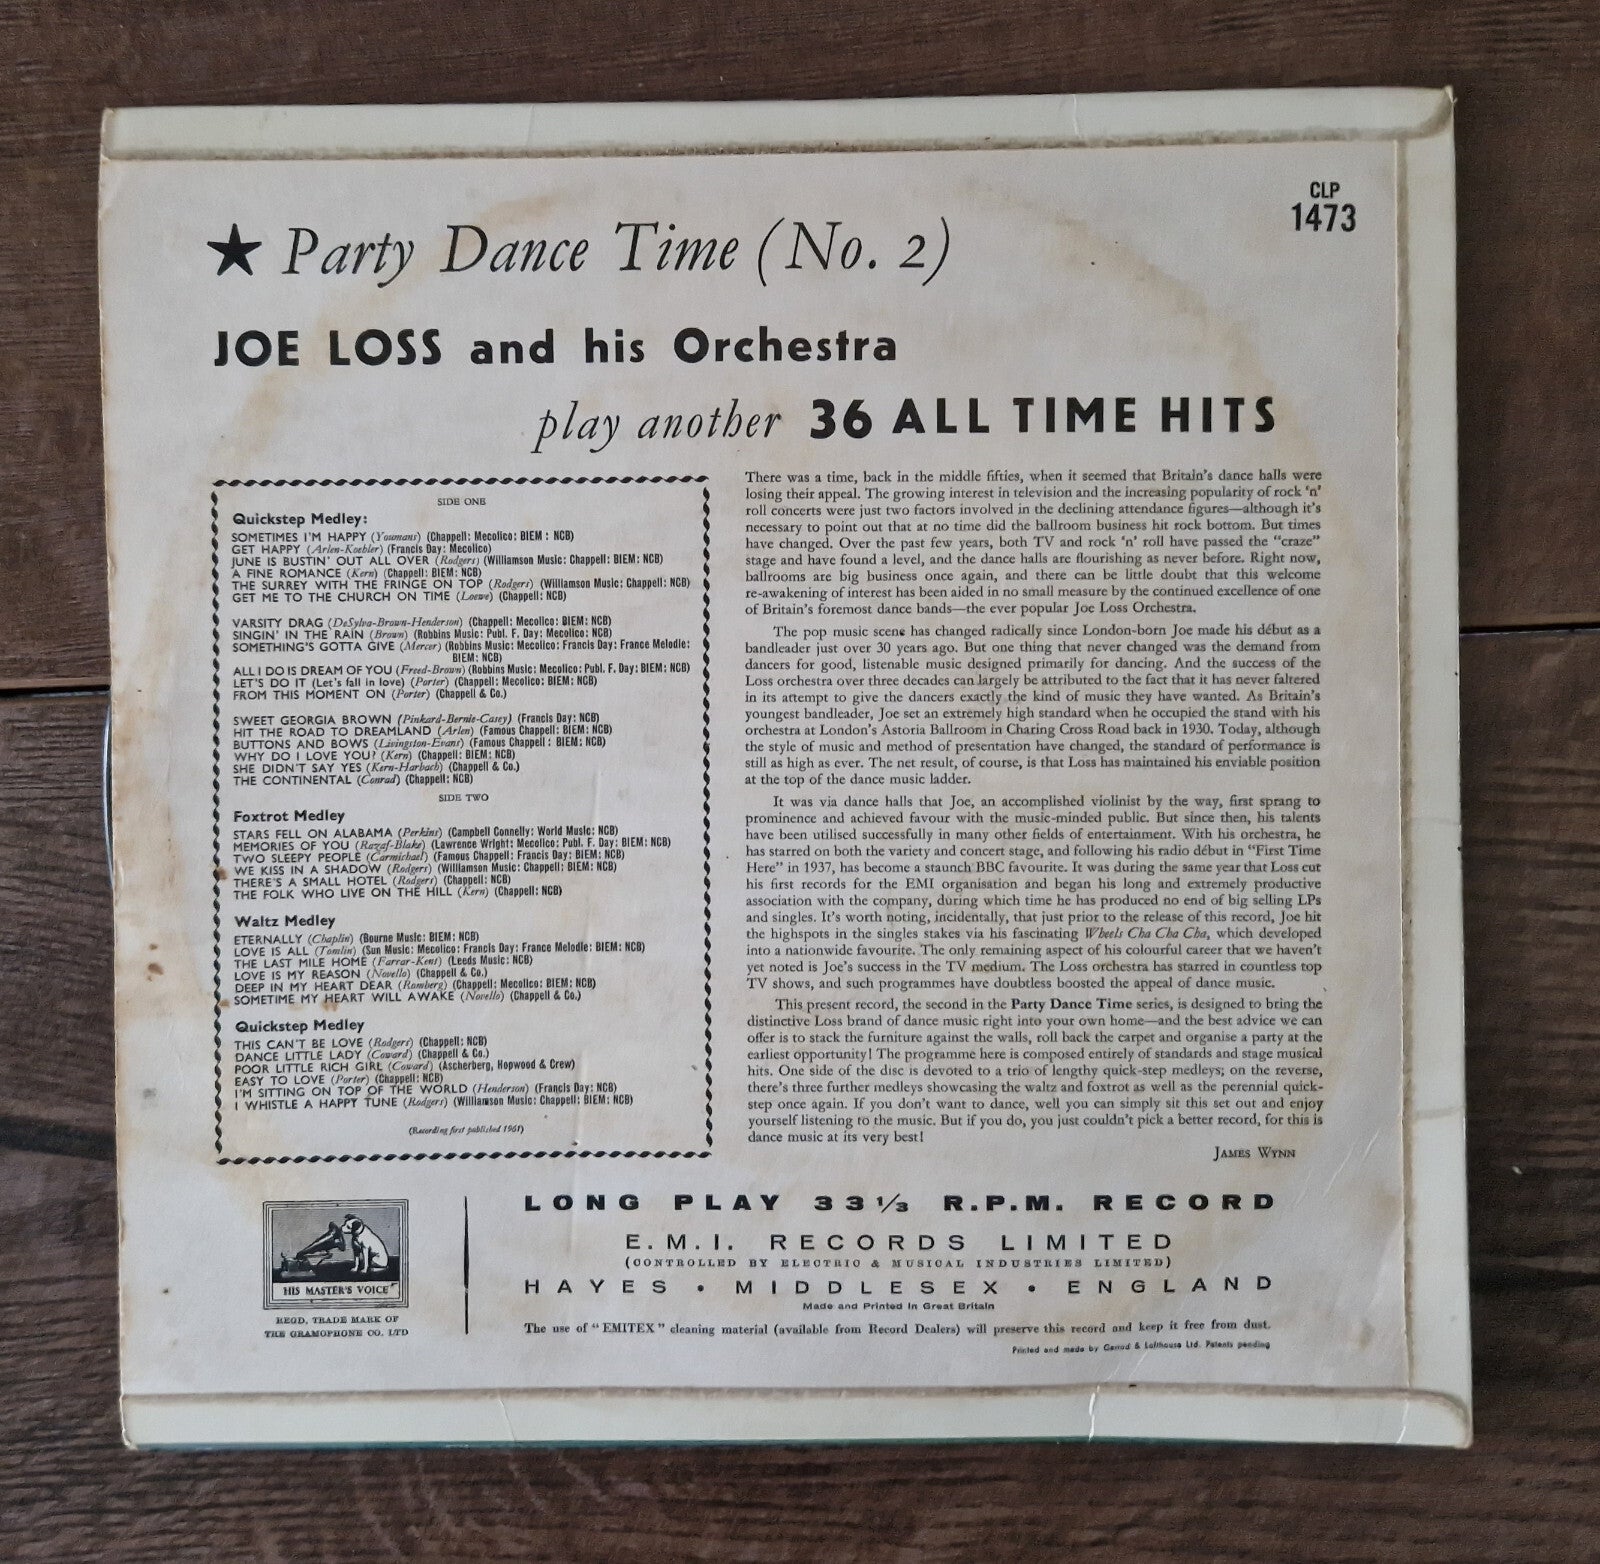 CLP
1473
★ Party Dance Time (No. 2)
JOE LOSS and his Orchestra
play another 36 ALL TIME HITS
SIDE ONE
Quickstep Medley:
SOMETIMES I'M HAPPY (Youmans) (Chappell: Mecolico: BIEM: NCB)
GET HAPPY (Arlen-Koehler) (Francis Day: Mecolico)
JUNE IS BUSTIN' OUT ALL OVER (Rodgers) (Williamson Music: Chappell: BIEM: NCB)
A FINE ROMANCE (Kern) (Chappell: BIEM: NCB)
THE SURREY WITH THE FRINGE ON TOP (Rodgers) (Williamson Music: Chappell: NCB)
GET ME TO THE CHURCH ON TIME (Loewe) (Chappell: NCB)
VARSITY DRAG (DeSylva-Brown-Henderson) (Chappell: Mecolico: BIEM: NCB)
SINGIN' IN THE RAIN (Brown) (Robbins Music: Publ. F. Day: Mecolico: NCB)
SOMETHING'S GOTTA GIVE (Mercer) (Robbins Music: Mecolico: Francis Day: France Melodie:
BIEM: NCB)
ALL I DO IS DREAM OF YOU (Freed-Brown) (Robbins Music: Mecolico: Publ. F. Day: BIEM: NCB)
LET'S DO IT (Let's fall in love) (Porter) (Chappell: Mecolico: BIEM: NCB)
FROM THIS MOMENT ON (Porter) (Chappell & Co.)
SWEET GEORGIA BROWN (Pinkard-Bernie-Casey) (Francis Day: NCB)
HIT THE ROAD TO DREAMLAND (Arlen) (Famous Chappell: BIEM: NCB)
BUTTONS AND BOWS (Livingston-Evans) (Famous Chappell: BIEM: NCB)
WHY DO I LOVE YOU? (Kern) (Chappell: BIEM: NCB)
SHE DIDN'T SAY YES (Kern-Harbach) (Chappell & Co.)
THE CONTINENTAL (Conrad) (Chappell: NCB)
SIDE TWO
Foxtrot Medley
STARS FELL ON ALABAMA (Perkins) (Campbell Connelly: World Music: NCB)
MEMORIES OF YOU (Razaf-Blake) (Lawrence Wright: Mecolico: Publ. F. Day: BIEM: NCB)
TWO SLEEPY PEOPLE (Carmichael) (Famous Chappell: Francis Day: BIEM: NCB)
WE KISS IN A SHADOW (Rodgers) (Williamson Music: Chappell: BIEM: NCB)
THERE'S A SMALL HOTEL (Rodgers) (Chappell: NCB)
THE FOLK WHO LIVE ON THE HILL (Kern) (Chappell: NCB)
Waltz Medley
ETERNALLY (Chaplin) (Bourne Music: BIEM: NCB)
LOVE IS ALL (Tomlin) (Sun Music: Mecolico: Francis Day: France Melodie: BIEM: NCB)
THE LAST MILE HOME (Farrar-Kent) (Leeds Music: NCB)
LOVE IS MY REASON (Novello) (Chappell & Co.)
DEEP IN MY HEART DEAR (Romberg) (Chappell: Mecolico: BIEM: NCB)
SOMETIME MY HEART WILL AWAKE (Novello) (Chappell & Co.)
Quickstep Medley
THIS CAN'T BE LOVE (Rodgers) (Chappell: NCB)
DANCE LITTLE LADY (Coward) (Chappell & Co.)
POOR LITTLE RICH GIRL (Coward) (Ascherberg, Hopwood & Crew)
EASY TO LOVE (Porter) (Chappell: NCB)
I'M SITTING ON TOP OF THE WORLD (Henderson) (Francis Day: NCB)
I WHISTLE A HAPPY TUNE (Rodgers) (Williamson Music: Chappell: BIEM: NCB)
(Recording first published 1961)
There was a time, back in the middle fifties, when it seemed that Britain's dance halls were
losing their appeal. The growing interest in television and the increasing popularity of rock 'n'
roll concerts were just two factors involved in the declining attendance figures—although it's
necessary to point out that at no time did the ballroom business hit rock bottom. But times
have changed. Over the past few years, both TV and rock 'n' roll have passed the "craze"
stage and have found a level, and the dance halls are flourishing as never before. Right now,
ballrooms are big business once again, and there can be little doubt that this welcome
re-awakening of interest has been aided in no small measure by the continued excellence of one
of Britain's foremost dance bands—the ever popular Joe Loss Orchestra.
The pop music scene has changed radically since London-born Joe made his début as a
bandleader just over 30 years ago. But one thing that never changed was the demand from
dancers for good, listenable music designed primarily for dancing. And the success of the
Loss orchestra over three decades can largely be attributed to the fact that it has never faltered
in its attempt to give the dancers exactly the kind of music they have wanted. As Britain's
youngest bandleader, Joe set an extremely high standard when he occupied the stand with his
orchestra at London's Astoria Ballroom in Charing Cross Road back in 1930. Today, although
the style of music and method of presentation have changed, the standard of performance is
still as high as ever. The net result, of course, is that Loss has maintained his enviable position
at the top of the dance music ladder.
It was via dance halls that Joe, an accomplished violinist by the way, first sprang to
prominence and achieved favour with the music-minded public. But since then, his talents
have been utilised successfully in many other fields of entertainment. With his orchestra, he
has starred on both the variety and concert stage, and following his radio début in "First Time
Here" in 1937, has become a staunch BBC favourite. It was during the same year that Loss cut
his first records for the EMI organisation and began his long and extremely productive
association with the company, during which time he has produced no end of big selling LPs
and singles. It's worth noting, incidentally, that just prior to the release of this record, Joe hit
the highspots in the singles stakes via his fascinating Wheels Cha Cha Cha, which developed
into a nationwide favourite. The only remaining aspect of his colourful career that we haven't
yet noted is Joe's success in the TV medium. The Loss orchestra has starred in countless top
TV shows, and such programmes have doubtless boosted the appeal of dance music.
This present record, the second in the Party Dance Time series, is designed to bring the
distinctive Loss brand of dance music right into your own home—and the best advice we can
offer is to stack the furniture against the walls, roll back the carpet and organise a party at the
earliest opportunity! The programme here is composed entirely of standards and stage musical
hits. One side of the disc is devoted to a trio of lengthy quick-step medleys; on the reverse,
there's three further medleys showcasing the waltz and foxtrot as well as the perennial quick-
step once again. If you don't want to dance, well you can simply sit this set out and enjoy
yourself listening to the music. But if you do, you just couldn't pick a better record, for this is
dance music at its very best!
JAMES WYNN
HIS MASTER'S VOICE
REGD. TRADE MARK OF
THE GRAMOPHONE CO. LTD
LONG PLAY 33⅓ R.P.M. RECORD
E.M.I. RECORDS LIMITED
(CONTROLLED BY ELECTRIC & MUSICAL INDUSTRIES LIMITED)
HAYES • MIDDLESEX • ENGLAND
Made and Printed in Great Britain
The use of "EMITEX" cleaning material (available from Record Dealers) will preserve this record and keep it free from dust.
Printed and made by Garrod & Lofthouse Ltd. Patents pending